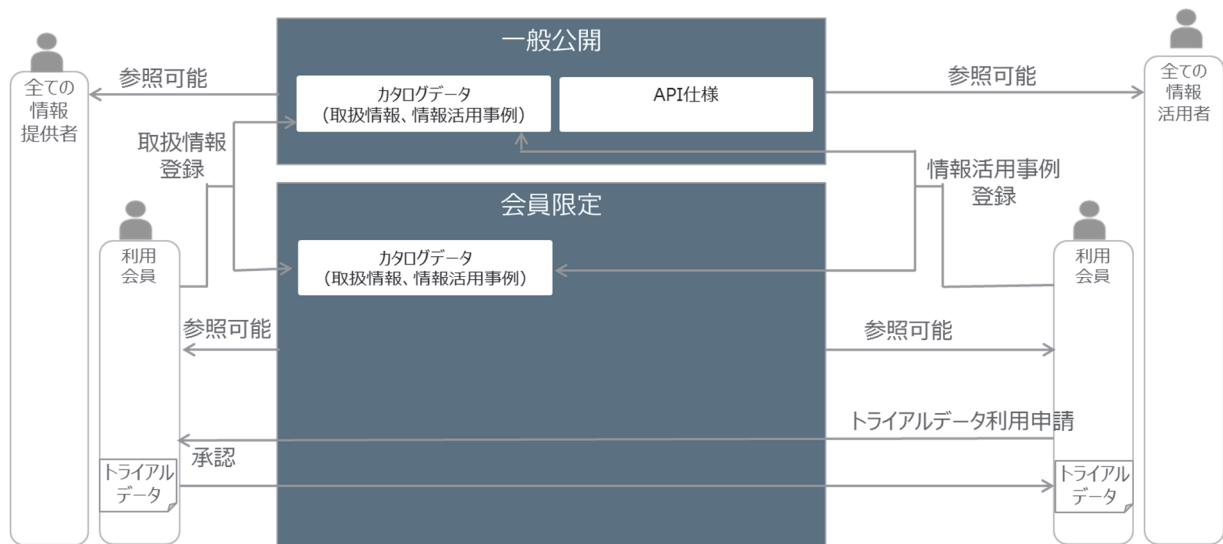 一般公開
全ての
情報
提供者
参照可能
カタログデータ
(取扱情報、情報活用事例)
API仕様
参照可能
全ての
情報
活用者
取扱情報
登録
情報活用事例
登録
会員限定
利用
会員
カタログデータ
(取扱情報、情報活用事例)
利用
会員
参照可能
参照可能
トライアルデータ利用申請
承認
トライアル
データ
トライアル
データ